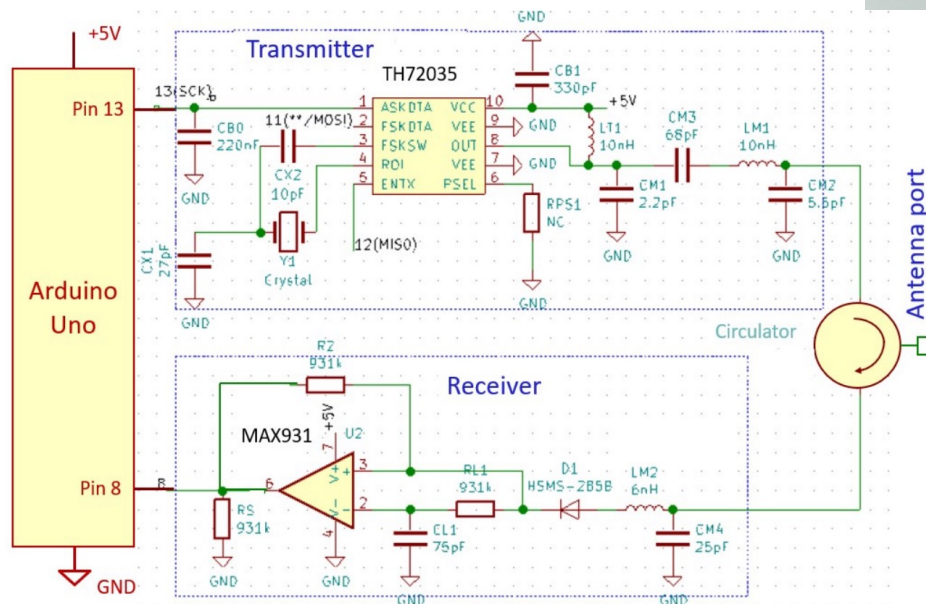 +5V
Transmitter
GND
TH72035
CB1
330pF
+5V
Pin 13
13(SCK)
CB0
220nF
GND
11(**/MOSI)
CX2
10pF
1 ASKDTA
2 FSKDTA
3 FSKSW
4 ROI
5 ENTX
VCC 10
VEE 9
OUT 8
VEE 7
PSEL 6
GND
GND
LT1
10nH
CM3
68pF
LM1
10nH
CM1
2.2pF
GND
CM2
5.6pF
GND
RPS1
NC
GND
12(MISO)
Y1
Crystal
CX1
27pF
GND
Arduino
Uno
Circulator
Antenna port
R2
931k
Receiver
MAX931
+5V
U2
7
V+
+
3
6
2
-
V-
4
GND
Pin 8
8
RS
931k
GND
RL1
931k
D1
HSMS-285B
LM2
6nH
CL1
75pF
GND
CM4
25pF
GND
GND